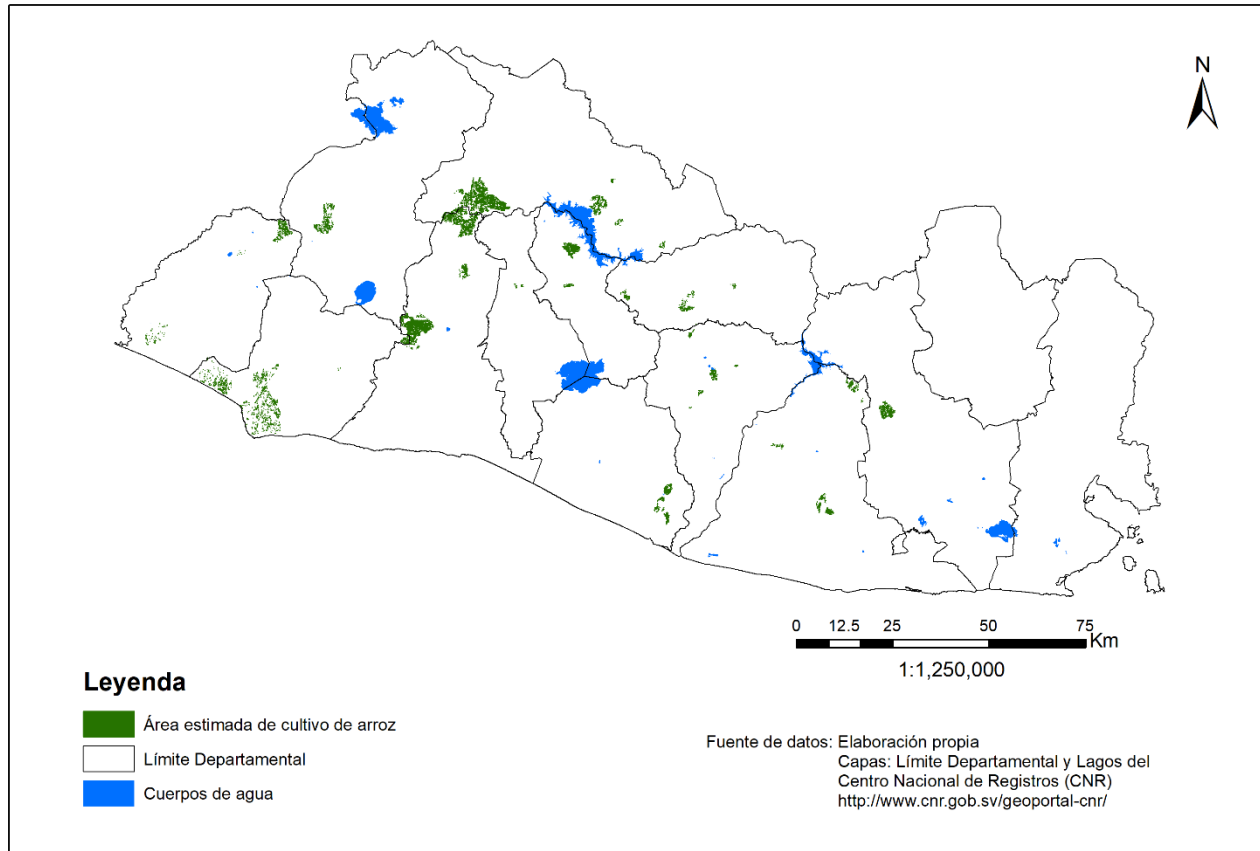 N
0 12.5 25 50 75
Km
1:1,250,000
Leyenda
Área estimada de cultivo de arroz
Límite Departamental
Cuerpos de agua
Fuente de datos: Elaboración propia
Capas: Límite Departamental y Lagos del
Centro Nacional de Registros (CNR)
http://www.cnr.gob.sv/geoportal-cnr/